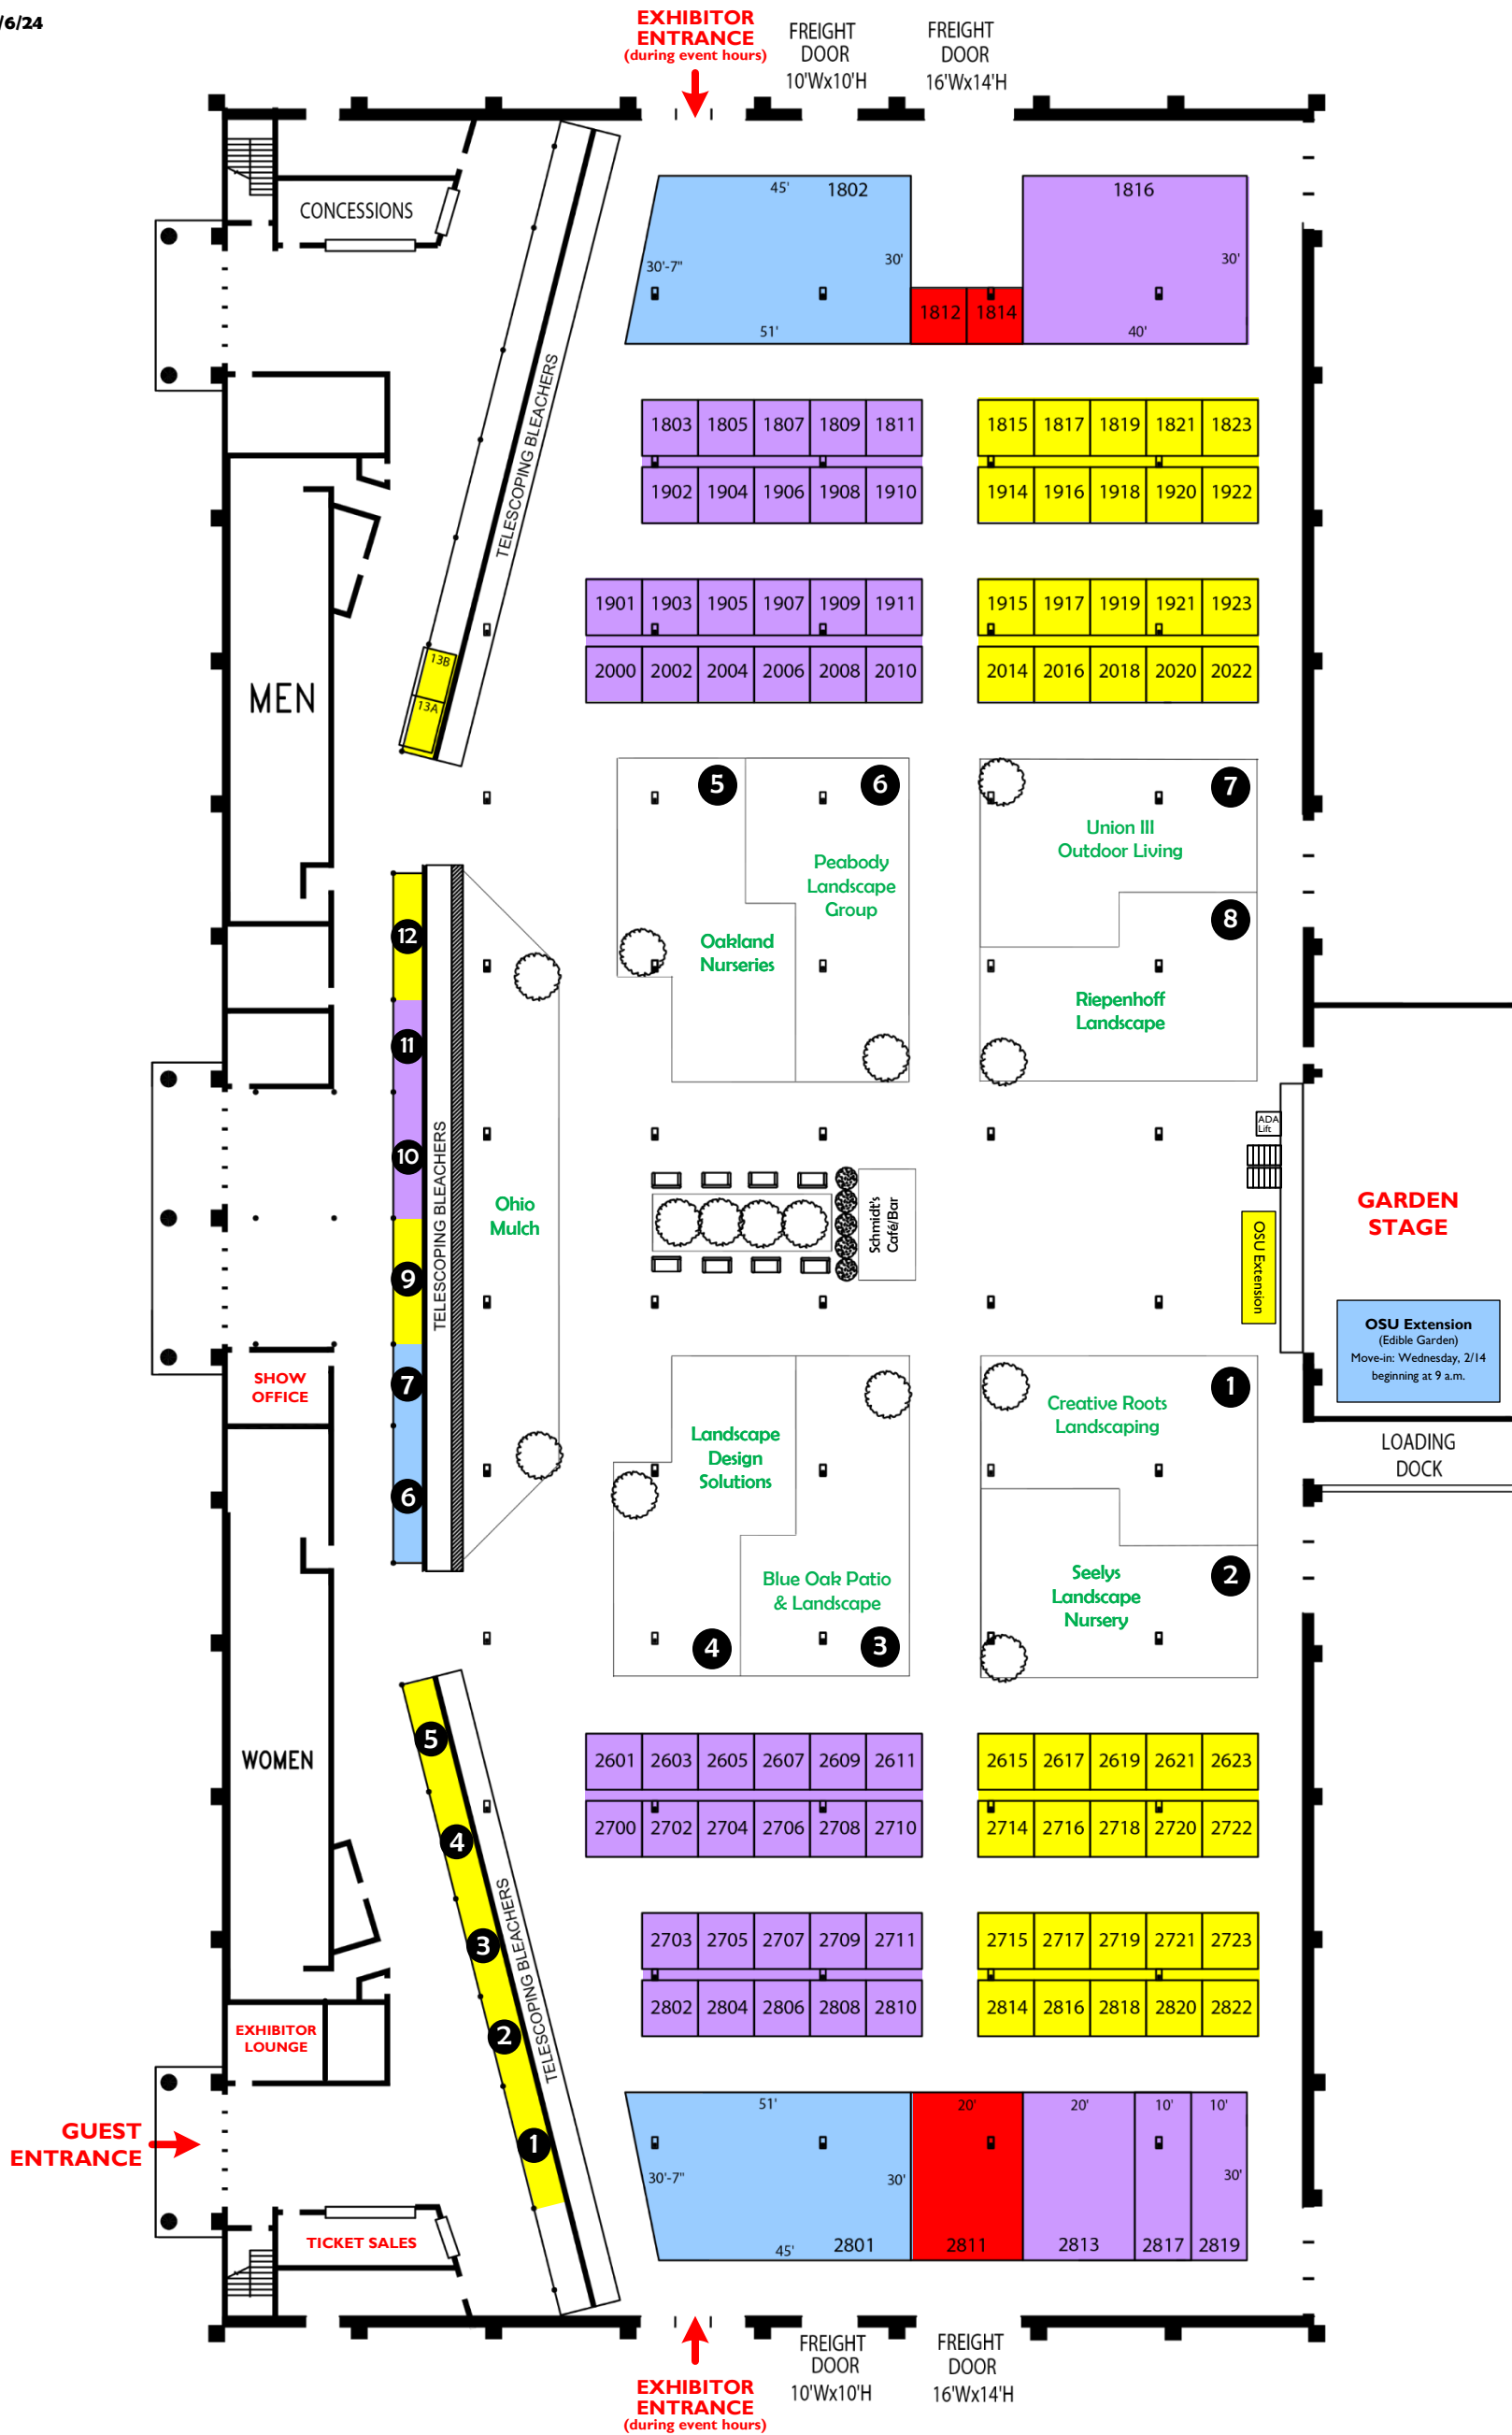 /6/24
EXHIBITOR
ENTRANCE
(during event hours)
FREIGHT
DOOR
10'Wx10'H
FREIGHT
DOOR
16'Wx14'H
CONCESSIONS
45'
1802
30'-7"
30'
51'
1812
1814
1816
30'
40'
TELESCOPING BLEACHERS
1803 1805 1807 1809 1811
1902 1904 1906 1908 1910
1815 1817 1819 1821 1823
1914 1916 1918 1920 1922
1901 1903 1905 1907 1909 1911
2000 2002 2004 2006 2008 2010
1915 1917 1919 1921 1923
2014 2016 2018 2020 2022
13B
13A
MEN
5
6
Peabody
Landscape
Group
Oakland
Nurseries
7
Union III
Outdoor Living
8
Riepenhoff
Landscape
12
11
10
9
7
6
TELESCOPING BLEACHERS
Ohio
Mulch
Schmidt's
Café/Bar
ADA
Lift
OSU Extension
GARDEN
STAGE
OSU Extension
(Edible Garden)
Move-in: Wednesday, 2/14
beginning at 9 a.m.
LOADING
DOCK
SHOW
OFFICE
Landscape
Design
Solutions
Blue Oak Patio
& Landscape
4
3
1
Creative Roots
Landscaping
2
Seelys
Landscape
Nursery
WOMEN
5
4
3
2
1
TELESCOPING BLEACHERS
2601 2603 2605 2607 2609 2611
2700 2702 2704 2706 2708 2710
2615 2617 2619 2621 2623
2714 2716 2718 2720 2722
2703 2705 2707 2709 2711
2802 2804 2806 2808 2810
2715 2717 2719 2721 2723
2814 2816 2818 2820 2822
EXHIBITOR
LOUNGE
GUEST
ENTRANCE
TICKET SALES
51'
30'-7"
30'
45'
2801
20'
2811
20'
2813
10'
2817
10'
30'
2819
FREIGHT
DOOR
10'Wx10'H
FREIGHT
DOOR
16'Wx14'H
EXHIBITOR
ENTRANCE
(during event hours)